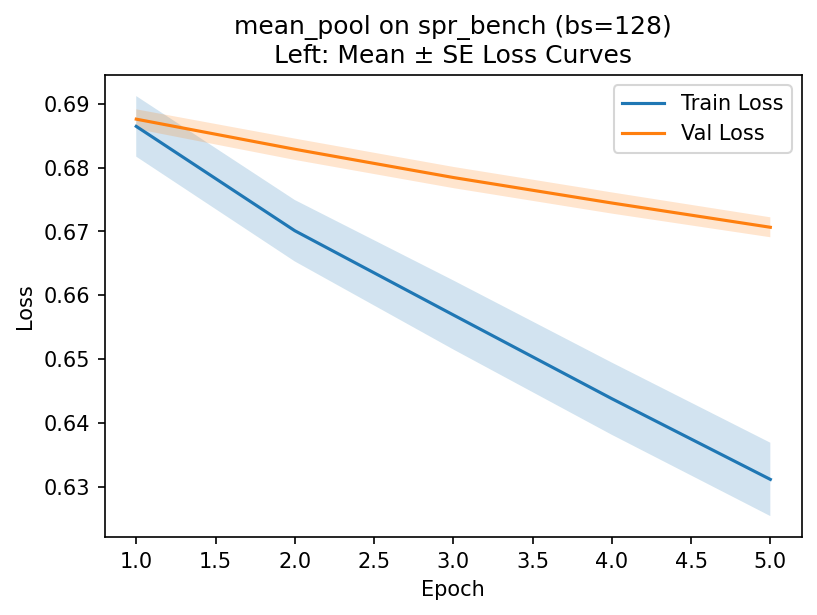 mean_pool on spr_bench (bs=128)
Left: Mean ± SE Loss Curves
Train Loss
Val Loss
Loss
0.69
0.68
0.67
0.66
0.65
0.64
0.63
1.0 1.5 2.0 2.5 3.0 3.5 4.0 4.5 5.0
Epoch